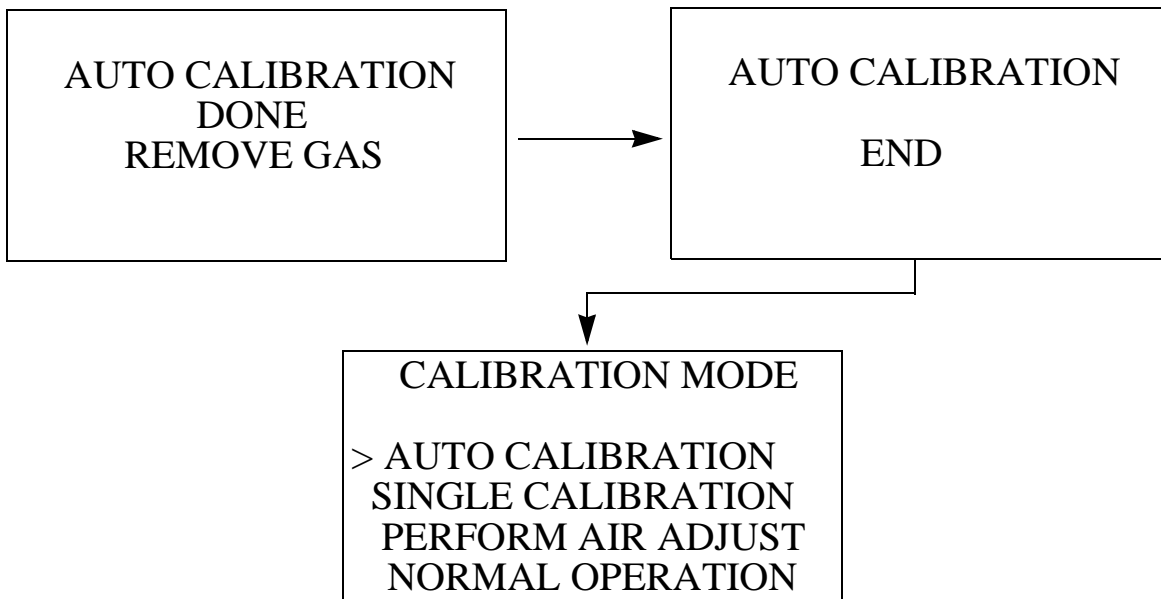 AUTO CALIBRATION
DONE
REMOVE GAS
AUTO CALIBRATION
END
CALIBRATION MODE
> AUTO CALIBRATION
SINGLE CALIBRATION
PERFORM AIR ADJUST
NORMAL OPERATION